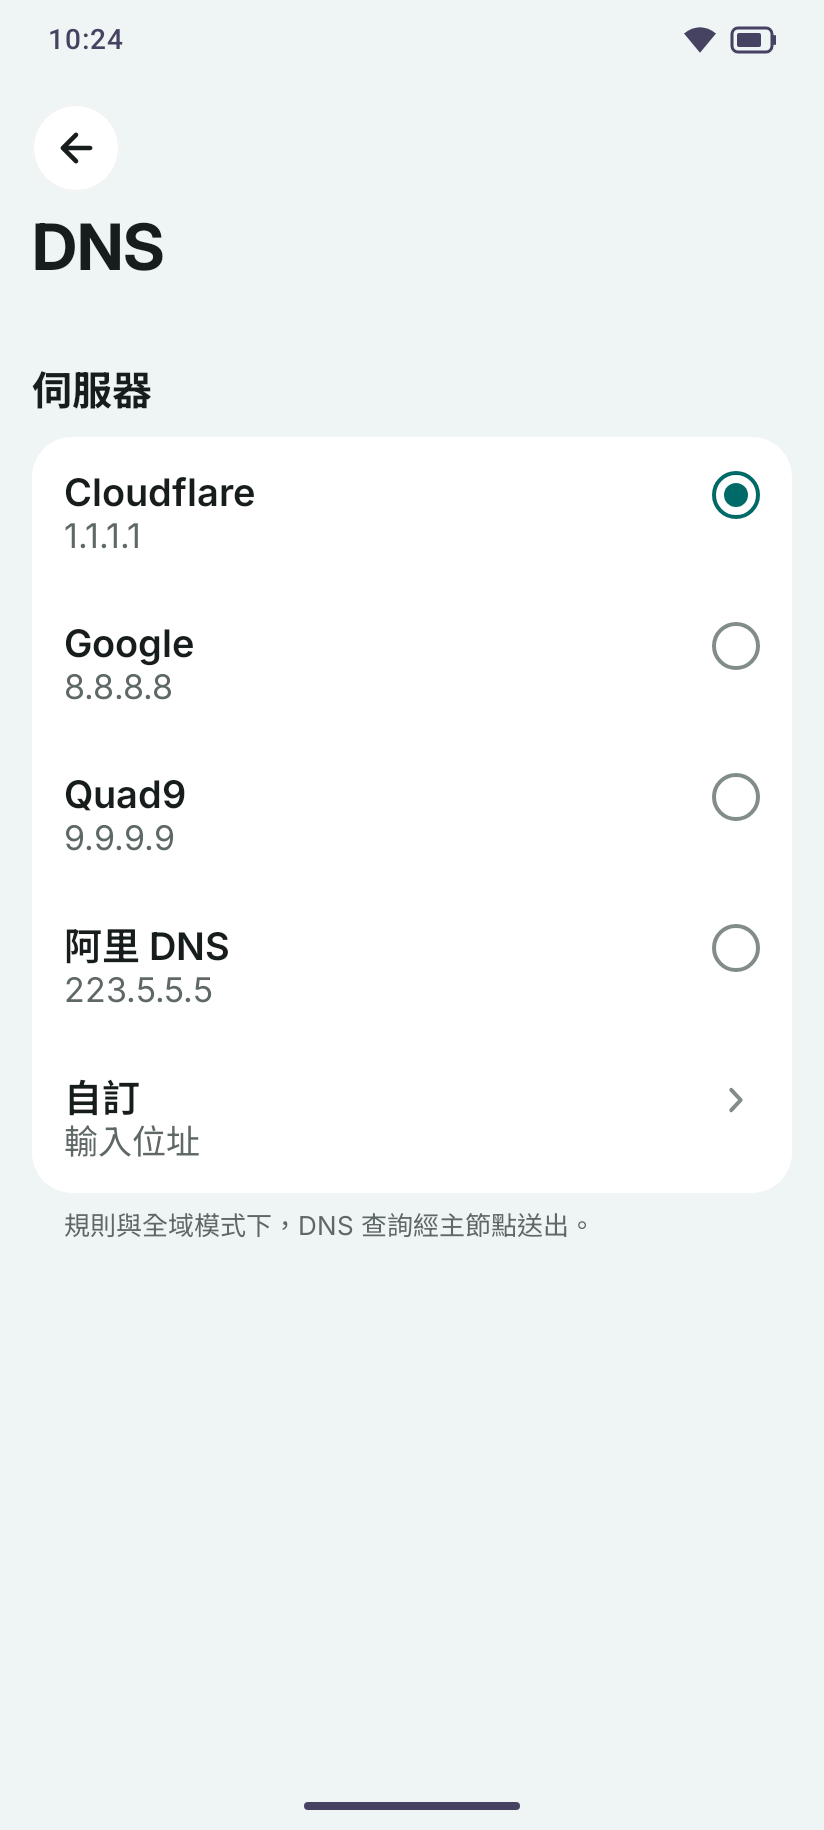 10:24
DNS
伺服器
Cloudflare
1.1.1.1
Google
8.8.8.8
Quad9
9.9.9.9
阿里 DNS
223.5.5.5
自訂
輸入位址
規則與全域模式下，DNS 查詢經主節點送出。